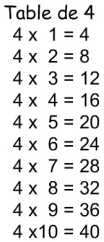 Table de 4
4 x 1 = 4
4 x 2 = 8
4 x 3 = 12
4 x 4 = 16
4 x 5 = 20
4 x 6 = 24
4 x 7 = 28
4 x 8 = 32
4 x 9 = 36
4 x10 = 40